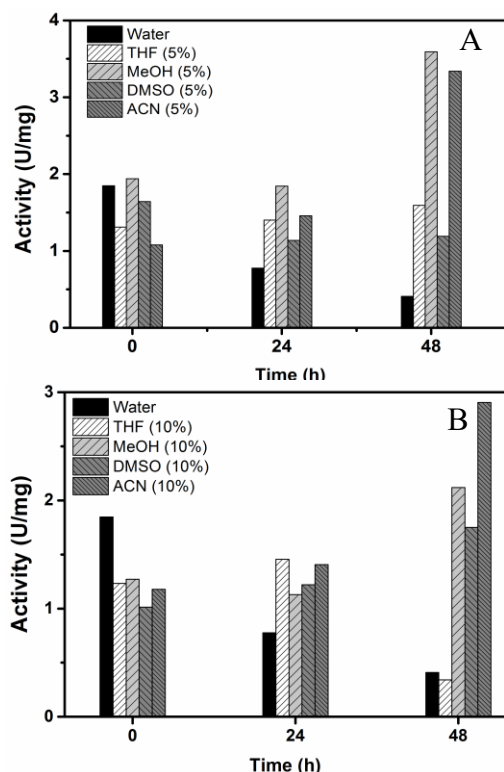 A
Water
THF (5%)
MeOH (5%)
DMSO (5%)
ACN (5%)
Activity (U/mg)
4
3
2
1
0
0 24 48
Time (h)
B
Water
THF (10%)
MeOH (10%)
DMSO (10%)
ACN (10%)
Activity (U/mg)
3
2
1
0
0 24 48
Time (h)